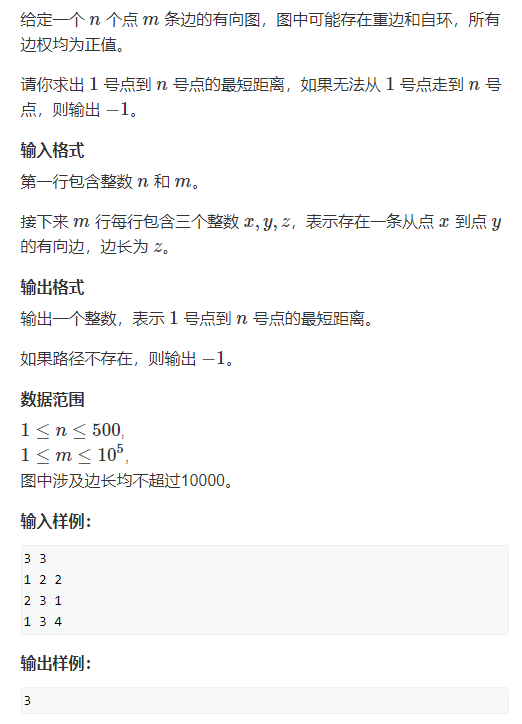 给定一个 n 个点 m 条边的有向图，图中可能存在重边和自环，所有
边权均为正值。
请你求出 1 号点到 n 号点的最短距离，如果无法从 1 号点走到 n 号
点，则输出 −1。
输入格式
第一行包含整数 n 和 m。
接下来 m 行每行包含三个整数 x, y, z，表示存在一条从点 x 到点 y
的有向边，边长为 z。
输出格式
输出一个整数，表示 1 号点到 n 号点的最短距离。
如果路径不存在，则输出 −1。
数据范围
1 ≤ n ≤ 500,
1 ≤ m ≤ 10⁵,
图中涉及边长均不超过10000。
输入样例：
3 3
1 2 2
2 3 1
1 3 4
输出样例：
3